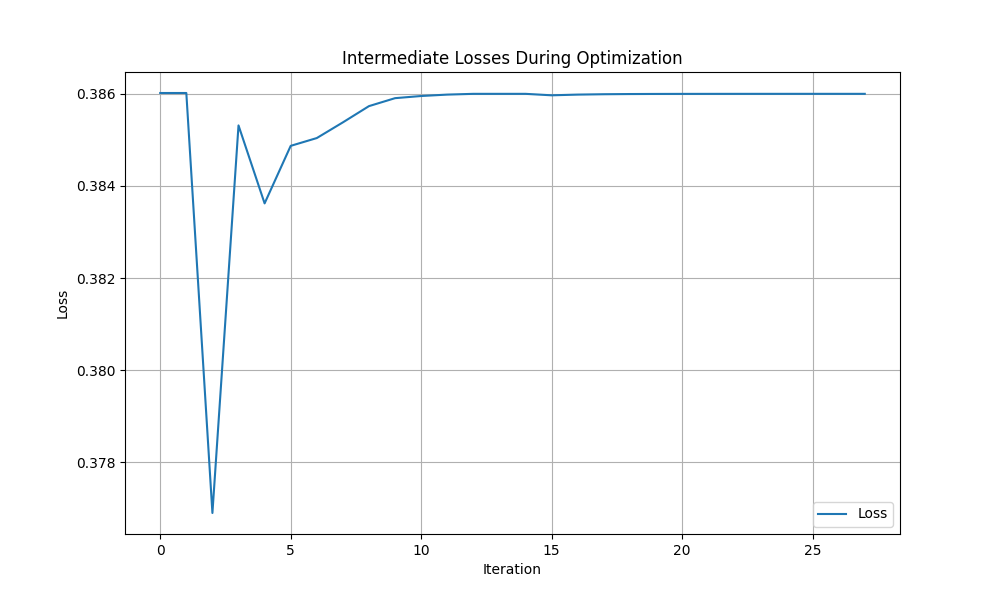 Intermediate Losses During Optimization
0.386
0.384
0.382
0.380
0.378
Loss
Loss
0
5
10
15
20
25
Iteration